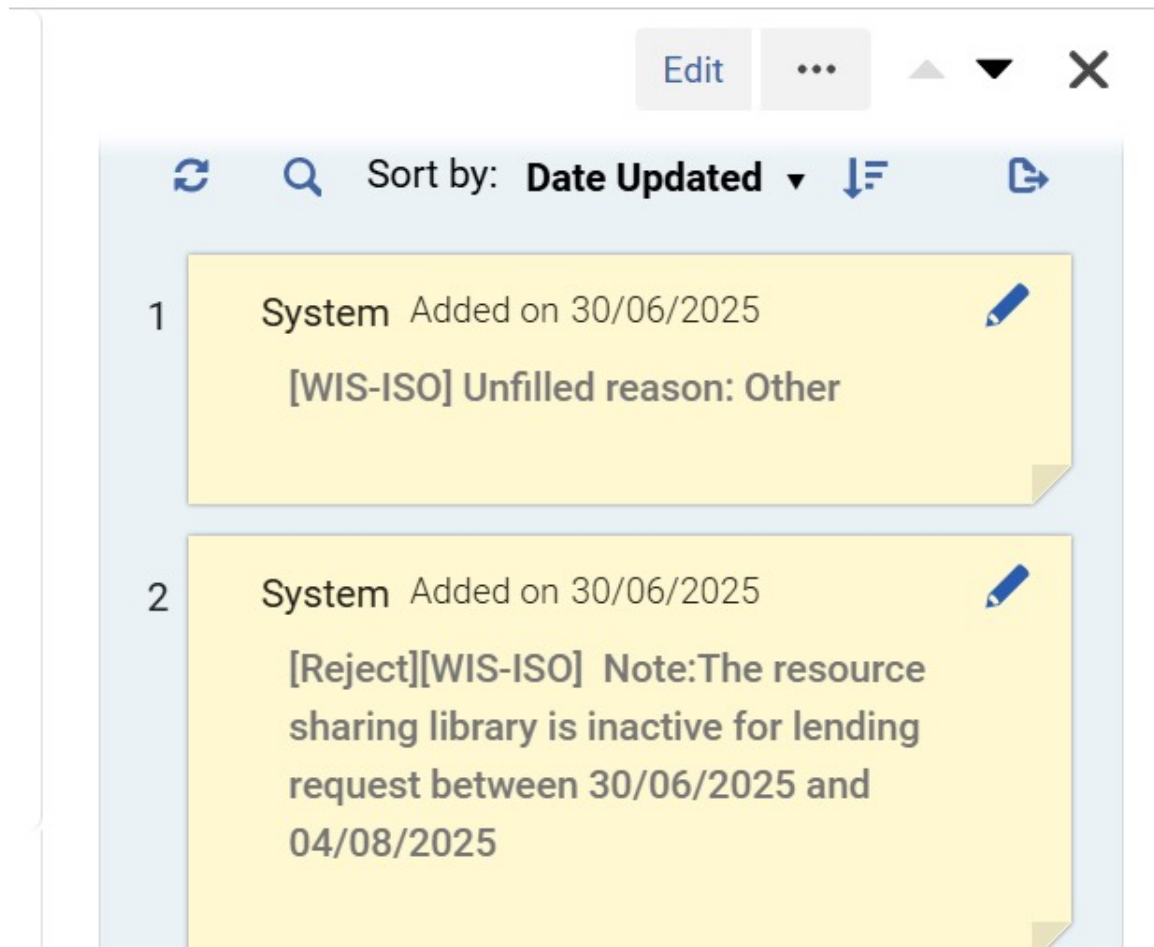 Edit ...
Sort by: Date Updated
1
System Added on 30/06/2025
[WIS-ISO] Unfilled reason: Other
2
System Added on 30/06/2025
[Reject][WIS-ISO]  Note:The resource
sharing library is inactive for lending
request between 30/06/2025 and
04/08/2025